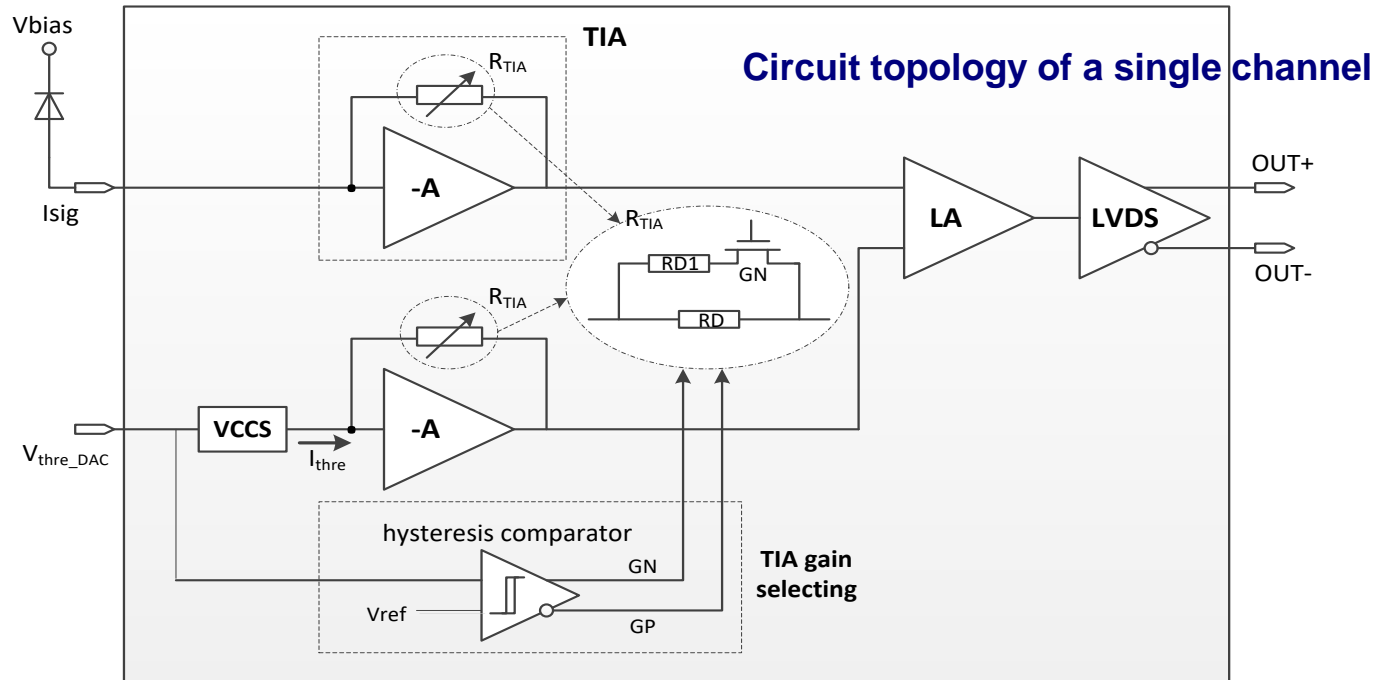 Vbias
TIA
Circuit topology of a single channel
RTIA
-A
Isig
LA
LVDS
OUT+
OUT-
RTIA
RD1
GN
RD
RTIA
-A
VCCS
Ithre
Vthre_DAC
hysteresis comparator
GN
Vref
GP
TIA gain
selecting